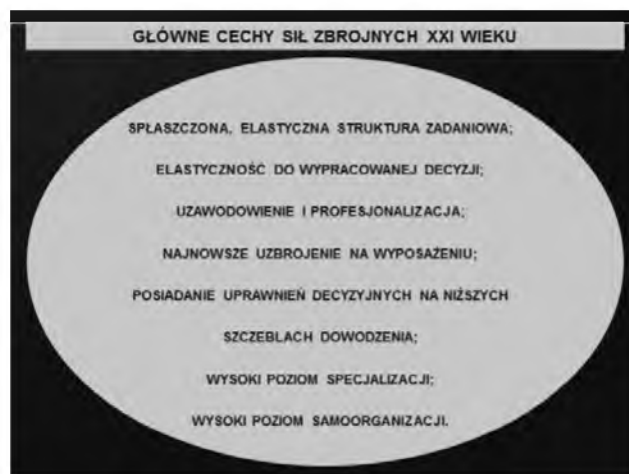 GŁÓWNE CECHY SIŁ ZBROJNYCH XXI WIEKU
SPŁASZCZONA, ELASTYCZNA STRUKTURA ZADANIOWA;
ELASTYCZNOŚĆ DO WYPRACOWANEJ DECYZJI;
UZAWODOWIENIE I PROFESJONALIZACJA;
NAJNOWSZE UZBROJENIE NA WYPOSAŻENIU;
POSIADANIE UPRAWNIEŃ DECYZYJNYCH NA NIŻSZYCH
SZCZEBLACH DOWODZENIA;
WYSOKI POZIOM SPECJALIZACJI;
WYSOKI POZIOM SAMOORGANIZACJI.